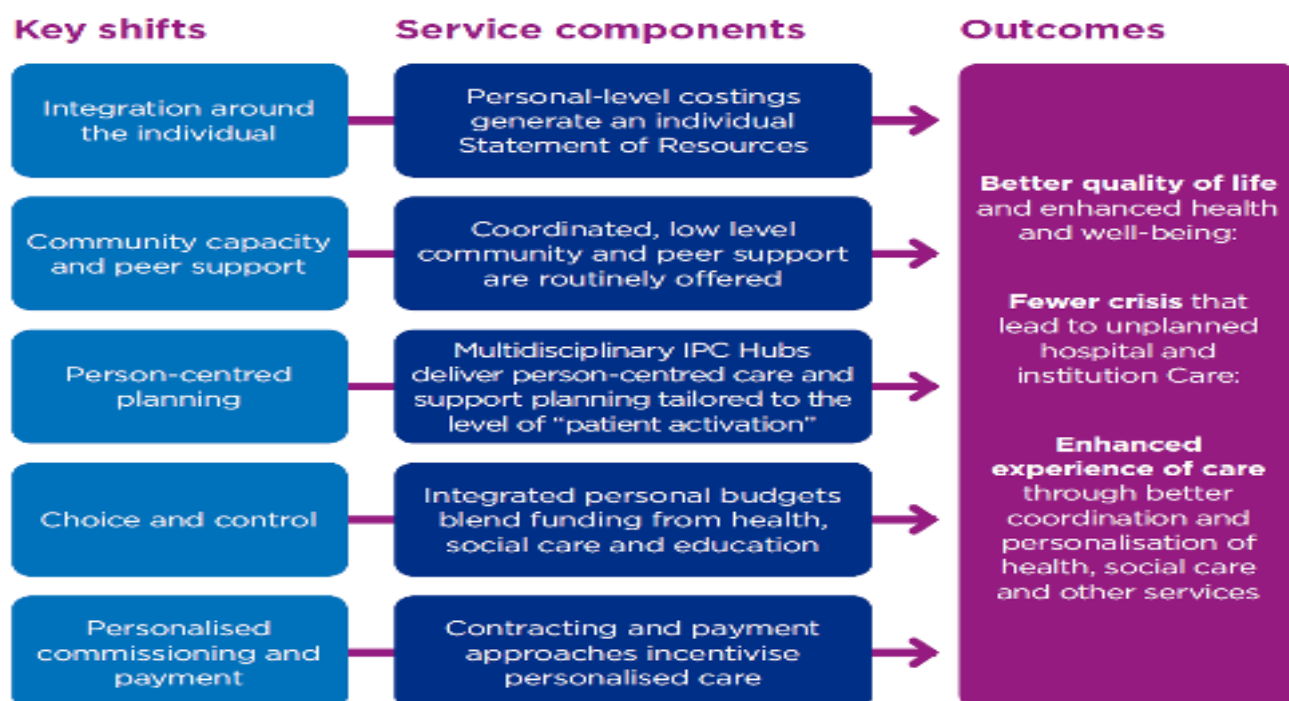 Key shifts
Service components
Outcomes
Integration around
the individual
Personal-level costings
generate an individual
Statement of Resources
Community capacity
and peer support
Coordinated, low level
community and peer support
are routinely offered
Person-centred
planning
Multidisciplinary IPC Hubs
deliver person-centred care and
support planning tailored to the
level of “patient activation”
Choice and control
Integrated personal budgets
blend funding from health,
social care and education
Personalised
commissioning and
payment
Contracting and payment
approaches incentivise
personalised care
Better quality of life
and enhanced health
and well-being:
Fewer crisis that
lead to unplanned
hospital and
institution Care:
Enhanced
experience of care
through better
coordination and
personalisation of
health, social care
and other services